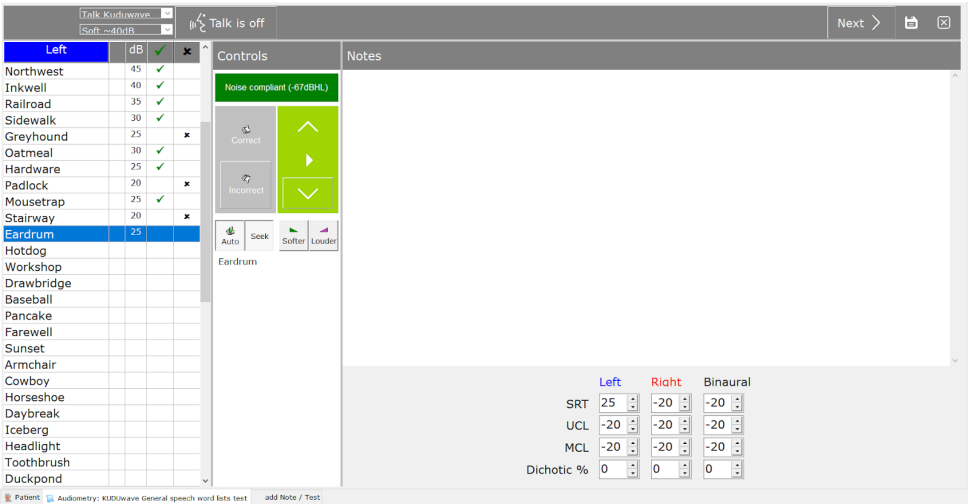 Talk Kuduwave
Soft ~40dB
Talk is off
Next
Left dB ✓ ✗
Northwest 45 ✓
Inkwell 40 ✓
Railroad 35 ✓
Sidewalk 30 ✓
Greyhound 25 ✗
Oatmeal 30 ✓
Hardware 25 ✓
Padlock 20 ✗
Mousetrap 25 ✓
Stairway 20 ✗
Eardrum 25
Hotdog
Workshop
Drawbridge
Baseball
Pancake
Farewell
Sunset
Armchair
Cowboy
Horseshoe
Daybreak
Iceberg
Headlight
Toothbrush
Duckpond
Controls
Noise compliant (-67dBHL)
Correct
Incorrect
Auto Seek Softer Louder
Eardrum
Notes
Left Right Binaural
SRT 25 -20 -20
UCL -20 -20 -20
MCL -20 -20 -20
Dichotic % 0 0 0
Patient Audiometry: KUDUwave General speech word lists test add Note / Test